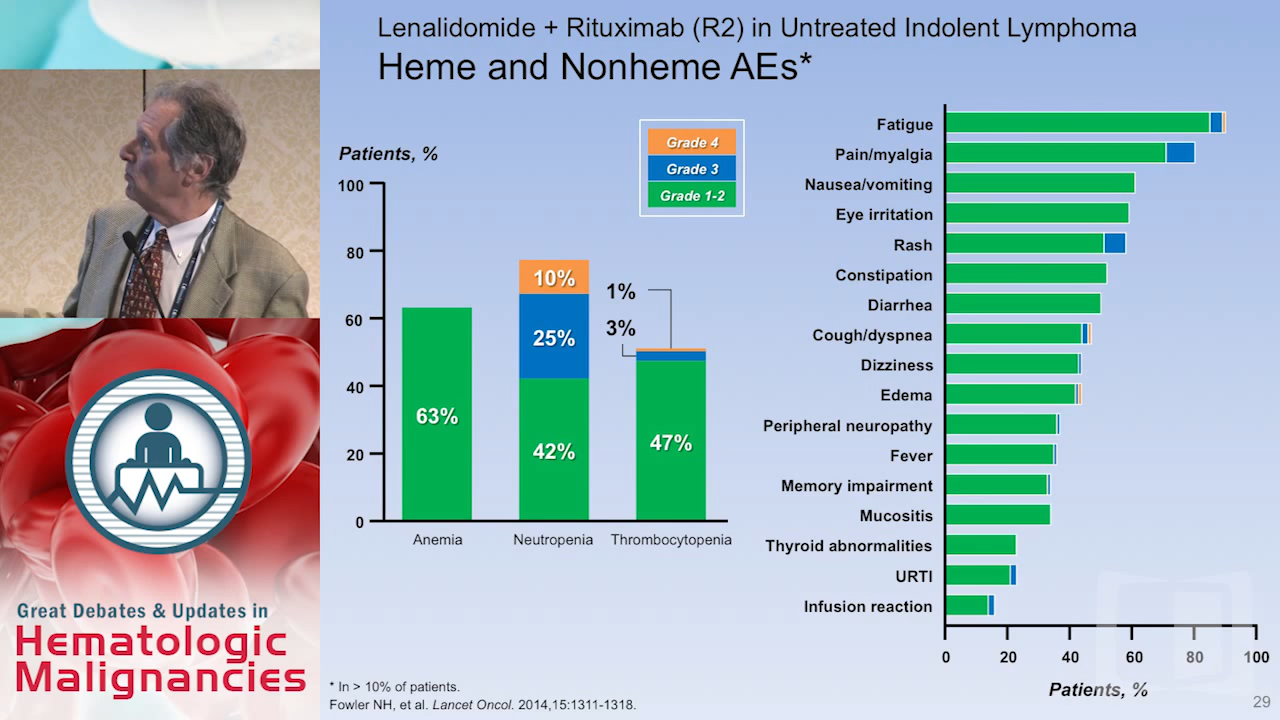 Lenalidomide + Rituximab (R2) in Untreated Indolent Lymphoma
Heme and Nonheme AEs*
Patients, %
Grade 4
Grade 3
Grade 1-2
100
80
60
40
20
0
63%
10%
25%
42%
1%
3%
47%
Anemia
Neutropenia
Thrombocytopenia
Fatigue
Pain/myalgia
Nausea/vomiting
Eye irritation
Rash
Constipation
Diarrhea
Cough/dyspnea
Dizziness
Edema
Peripheral neuropathy
Fever
Memory impairment
Mucositis
Thyroid abnormalities
URTI
Infusion reaction
0 20 40 60 80 100
Patients, %
* In > 10% of patients.
Fowler NH, et al. Lancet Oncol. 2014,15:1311-1318.
29
Great Debates & Updates in
Hematologic
Malignancies